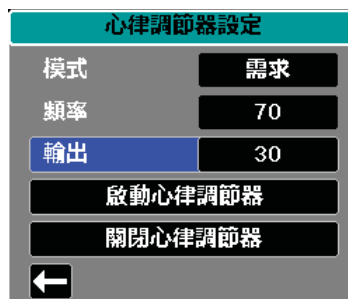 心律調節器設定
模式 需求
頻率 70
輸出 30
啟動心律調節器
關閉心律調節器